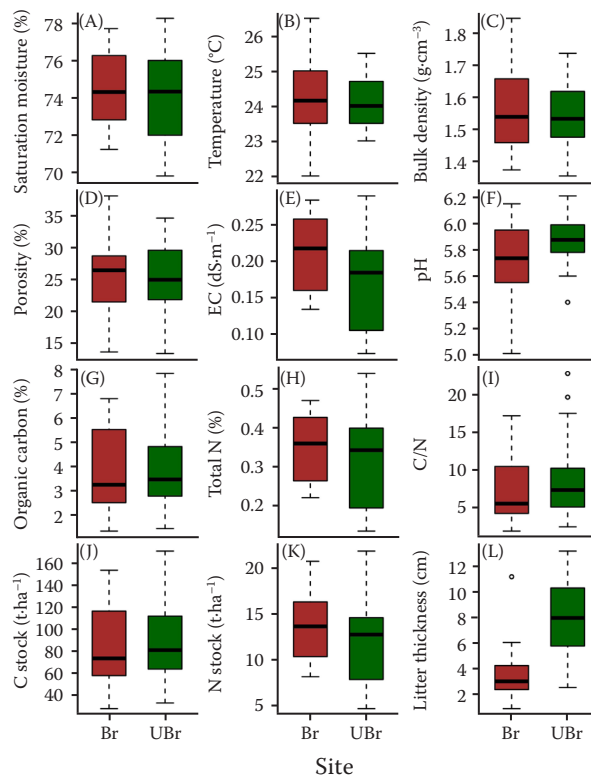 (A)
Saturation moisture (%)
78
76
74
72
70
(B)
Temperature (°C)
26
25
24
23
22
(C)
Bulk density (g·cm⁻³)
1.8
1.7
1.6
1.5
1.4
(D)
Porosity (%)
35
30
25
20
15
(E)
EC (dS·m⁻¹)
0.25
0.20
0.15
0.10
(F)
pH
6.2
6.0
5.8
5.6
5.4
5.2
5.0
(G)
Organic carbon (%)
8
7
6
5
4
3
2
(H)
Total N (%)
0.5
0.4
0.3
0.2
(I)
C/N
20
15
10
5
(J)
C stock (t·ha⁻¹)
160
140
120
100
80
60
40
Br UBr
(K)
N stock (t·ha⁻¹)
20
15
10
5
Br UBr
(L)
Litter thickness (cm)
12
10
8
6
4
2
Br UBr
Site